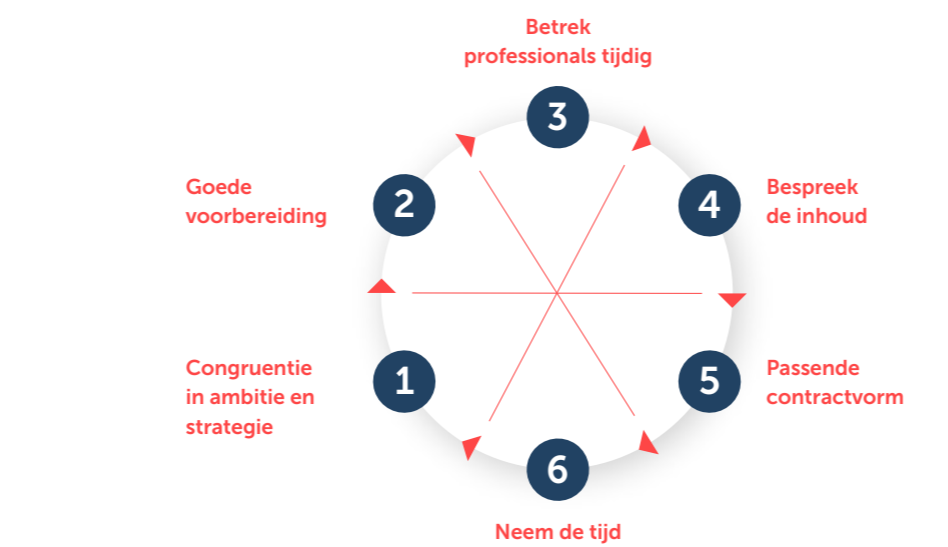 Betrek
professionals tijdig
3
2
Goede
voorbereiding
4
Bespreek
de inhoud
1
Congruentie
in ambitie en
strategie
5
Passende
contractvorm
6
Neem de tijd